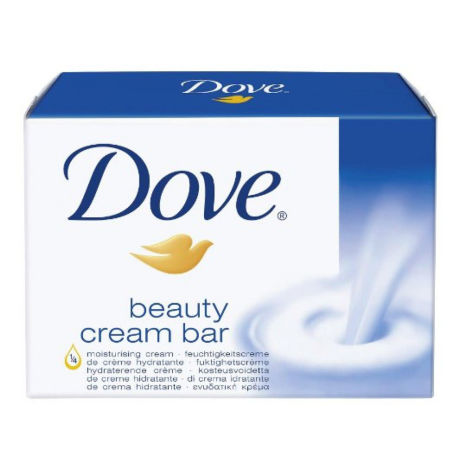 Dove
Dove®
beauty
cream bar
¼
moisturising cream · feuchtigkeitscreme
de crème hydratante · fuktighetscreme
hydraterende crème · kosteusvoidetta
de creme hidratante · di crema idratante
de crema hidratante · ενυδατική κρέμα